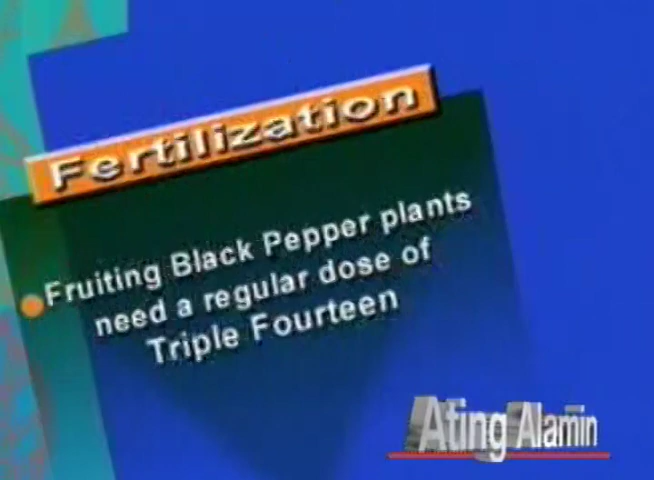 Fertilization
Fruiting Black Pepper plants
need a regular dose of
Triple Fourteen
Ating Alamin